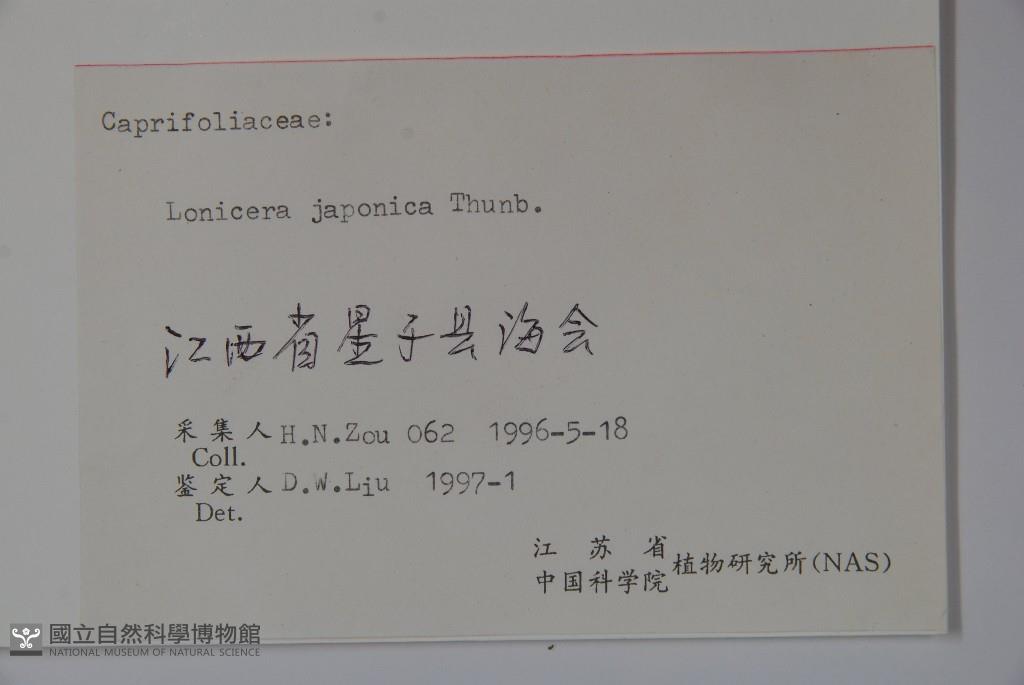 Caprifoliaceae:
Lonicera japonica Thunb.
江西省星子县海会
采集人 H.N.Zou 062 1996-5-18
Coll.
鉴定人 D.W.Liu 1997-1
Det.
江苏省
中国科学院 植物研究所(NAS)
國立自然科學博物館
NATIONAL MUSEUM OF NATURAL SCIENCE